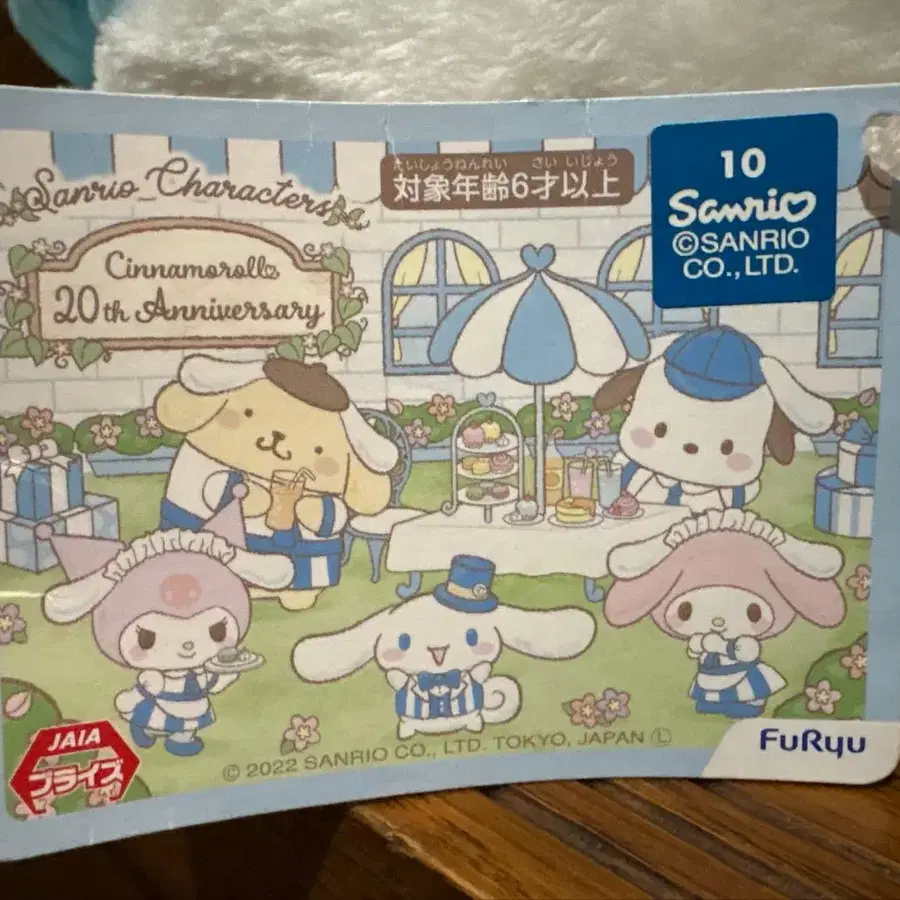 Sanrio Characters
Cinnamoroll
20th Anniversary
たいしょうねんれい さい いじょう
対象年齢6才以上
10
Sanrio
©SANRIO
CO.,LTD.
JAIA
プライズ
© 2022 SANRIO CO., LTD. TOKYO, JAPAN Ⓛ
FuRyu